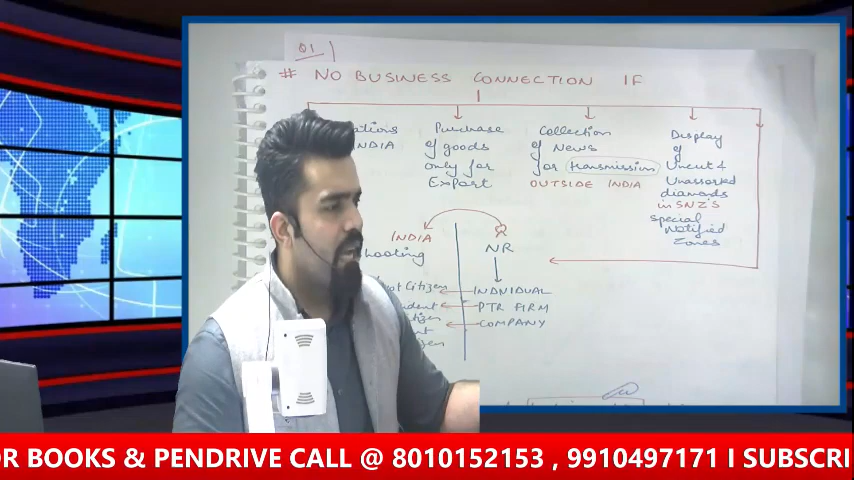 Q1
# NO BUSINESS CONNECTION IF
Purchase
of goods
only for
Export
Collection
of News
for transmission
OUTSIDE INDIA
Display
of
Uncut &
Unassorted
diamonds
in SNZ'S
special
Notified
Zones
INDIA
NR
hooting
INDIVIDUAL
PTR FIRM
COMPANY
OR BOOKS & PENDRIVE CALL @ 8010152153 , 9910497171 I SUBSCRI